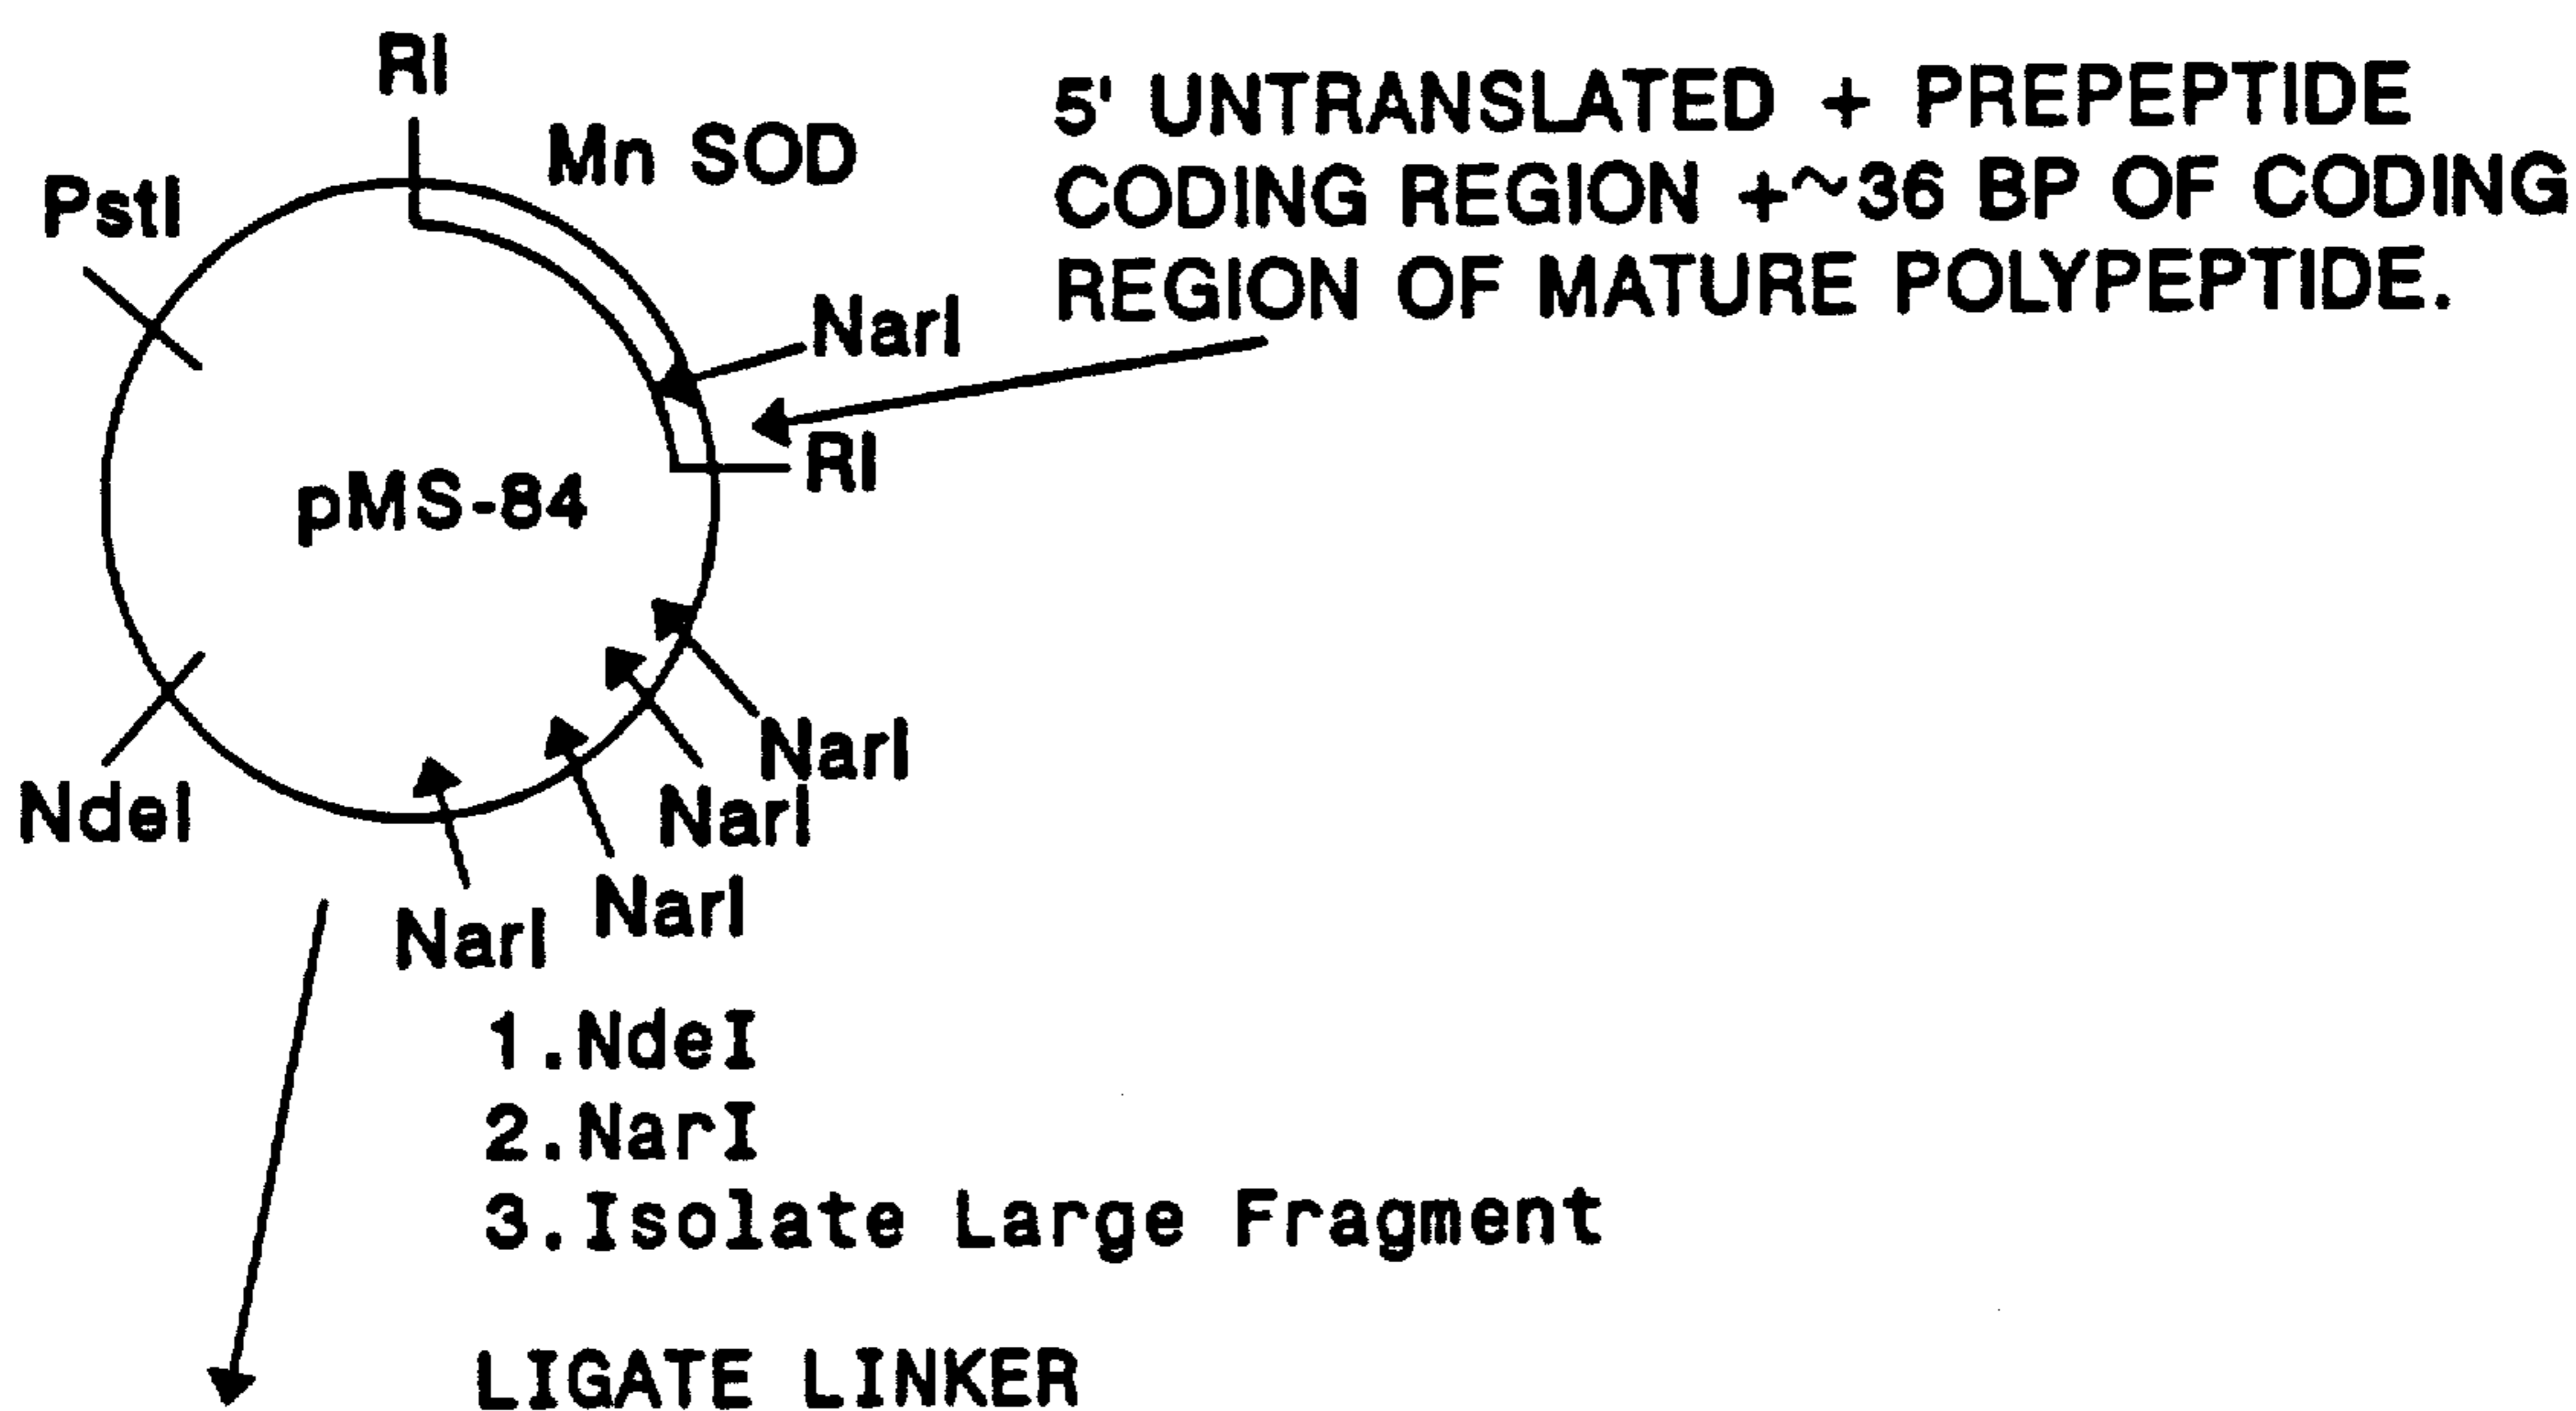 RI
Mn SOD
PstI
5' UNTRANSLATED + PREPEPTIDE
CODING REGION +~36 BP OF CODING
REGION OF MATURE POLYPEPTIDE.
NarI
RI
pMS-84
NarI
NdeI
NarI
NarI
NarI
1.NdeI
2.NarI
3.Isolate Large Fragment
LIGATE LINKER